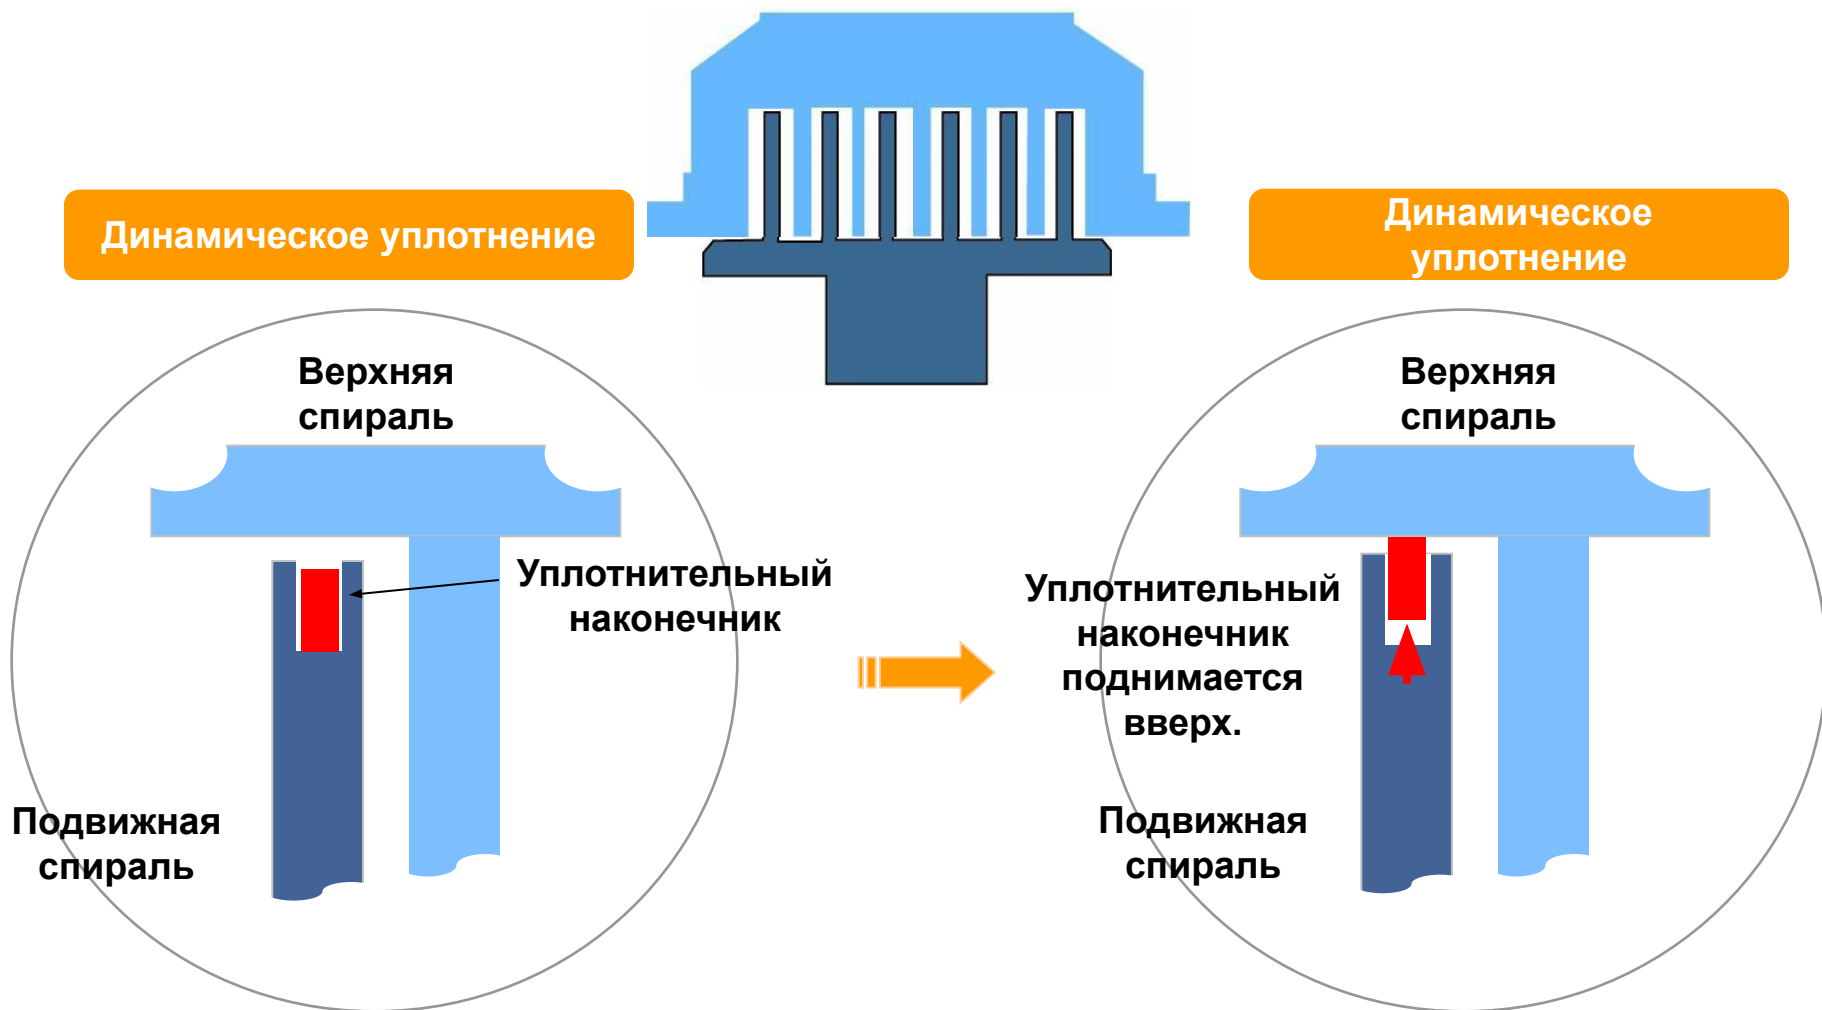 Динамическое уплотнение
Верхняя
спираль
Уплотнительный
наконечник
Подвижная
спираль
Динамическое
уплотнение
Верхняя
спираль
Уплотнительный
наконечник
поднимается
вверх.
Подвижная
спираль